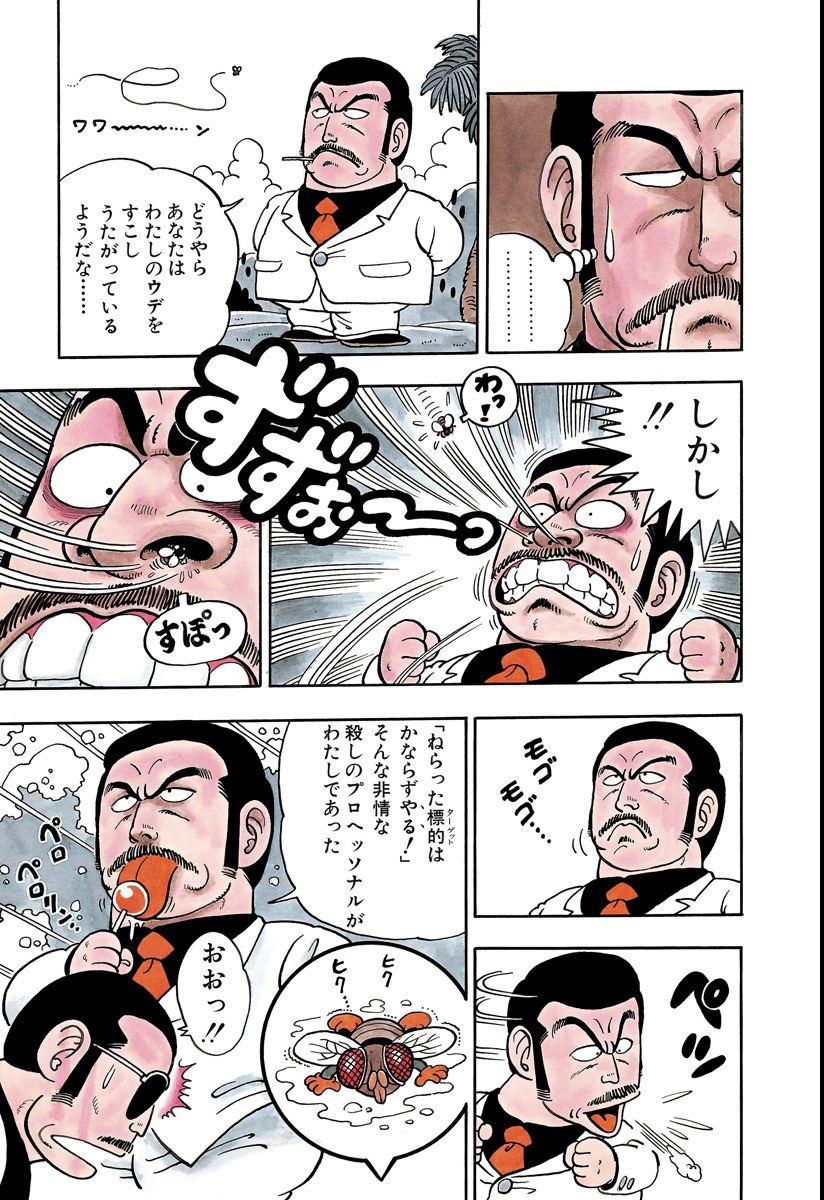 …………
…………
どうやら
あなたは
わたしのウデを
すこし
うたがっている
ようだな……
ワワ〜〜〜……ン
しかし
!!
わっ!
ずずずぉ〜〜っ
すぽっ
モゴ
モゴ….
ペッ
「ねらった標的は
ターゲット
かならずやる!」
そんな非情な
殺しのプロヘッソナルが
わたしであった
ペロペロ
ペロリン…
ヒク
ヒク
おおっ!!